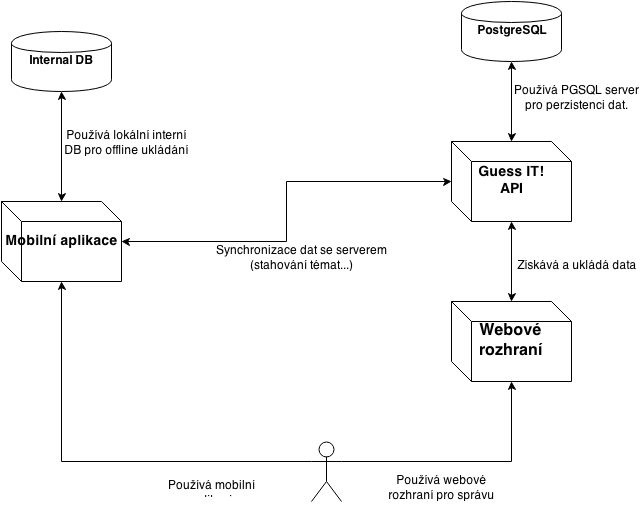 PostgreSQL
Internal DB
Používá PGSQL server
pro perzistenci dat.
Používá lokální interní
DB pro offline ukládání
Guess IT!
API
Mobilní aplikace
Synchronizace dat se serverem
(stahování témat...)
Získává a ukládá data
Webové
rozhraní
Používá mobilní
Používá webové
rozhraní pro správu